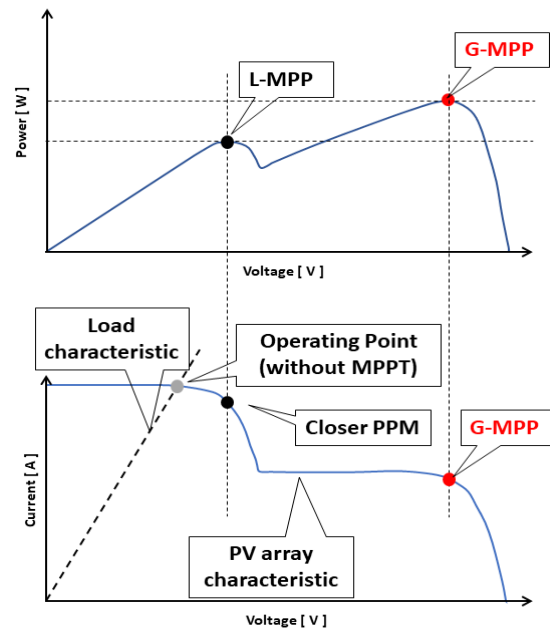 G-MPP
L-MPP
Power [ W ]
Voltage [ V ]
Load
characteristic
Operating Point
(without MPPT)
Closer PPM
G-MPP
Current [ A ]
PV array
characteristic
Voltage [ V ]